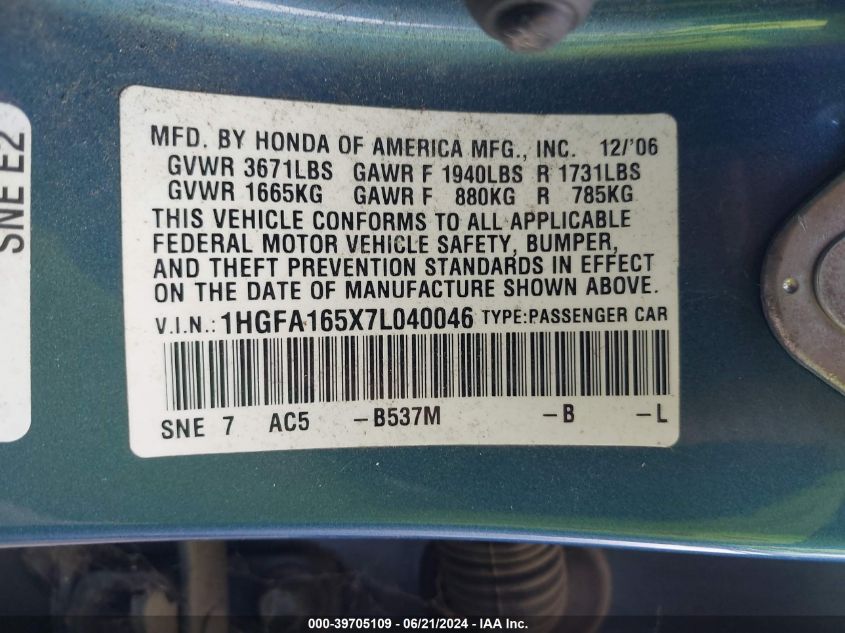 SNE E2
MFD. BY HONDA OF AMERICA MFG., INC. 12/'06
GVWR 3671LBS GAWR F 1940LBS R 1731LBS
GVWR 1665KG GAWR F 880KG R 785KG
THIS VEHICLE CONFORMS TO ALL APPLICABLE
FEDERAL MOTOR VEHICLE SAFETY, BUMPER,
AND THEFT PREVENTION STANDARDS IN EFFECT
ON THE DATE OF MANUFACTURE SHOWN ABOVE.
V.I.N.: 1HGFA165X7L040046 TYPE:PASSENGER CAR
SNE 7 AC5 -B537M -B -L
000-39705109 - 06/21/2024 - IAA Inc.